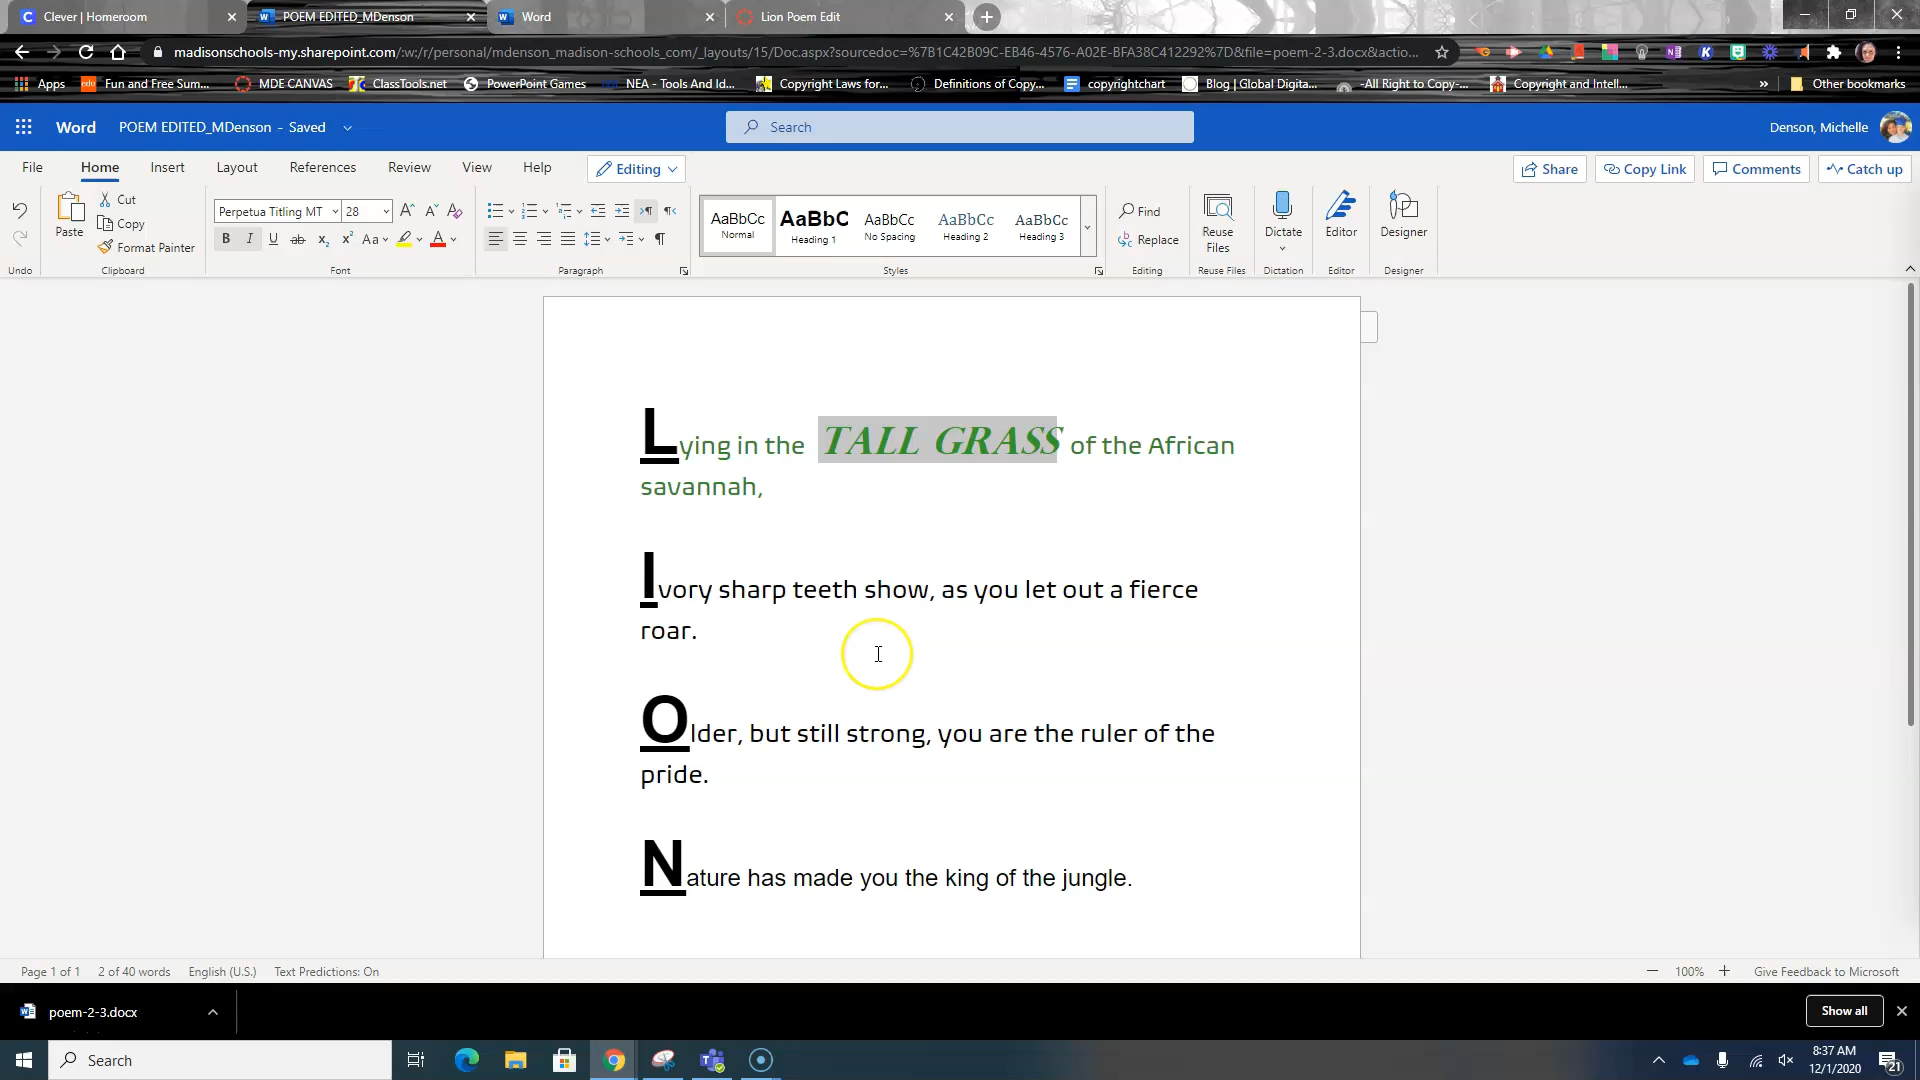 Clever | Homeroom
POEM EDITED_MDenson
Word
Lion Poem Edit
madisonschools-my.sharepoint.com/:w:/r/personal/mdenson_madison-schools_com/_layouts/15/Doc.aspx?sourcedoc=%7B1C42B09C-EB46-4576-A02E-BFA38C412292%7D&file=poem-2-3.docx&actio...
Apps
Fun and Free Sum...
MDE CANVAS
ClassTools.net
PowerPoint Games
NEA - Tools And Id...
Copyright Laws for...
Definitions of Copy...
copyrightchart
Blog | Global Digita...
-All Right to Copy-...
Copyright and Intell...
»
Other bookmarks
Word
POEM EDITED_MDenson - Saved
Search
Denson, Michelle
File
Home
Insert
Layout
References
Review
View
Help
Editing
Share
Copy Link
Comments
Catch up
Paste
Cut
Copy
Format Painter
Perpetua Titling MT
28
AaBbCc
Normal
AaBbC
Heading 1
AaBbCc
No Spacing
AaBbCc
Heading 2
AaBbCc
Heading 3
Find
Replace
Reuse
Files
Dictate
Editor
Designer
Undo
Clipboard
Font
Paragraph
Styles
Editing
Reuse Files
Dictation
Editor
Designer
Lying in the TALL GRASS of the African
savannah,
Ivory sharp teeth show, as you let out a fierce
roar.
Older, but still strong, you are the ruler of the
pride.
Nature has made you the king of the jungle.
Page 1 of 1
2 of 40 words
English (U.S.)
Text Predictions: On
100%
Give Feedback to Microsoft
poem-2-3.docx
Show all
Search
8:37 AM
12/1/2020
21